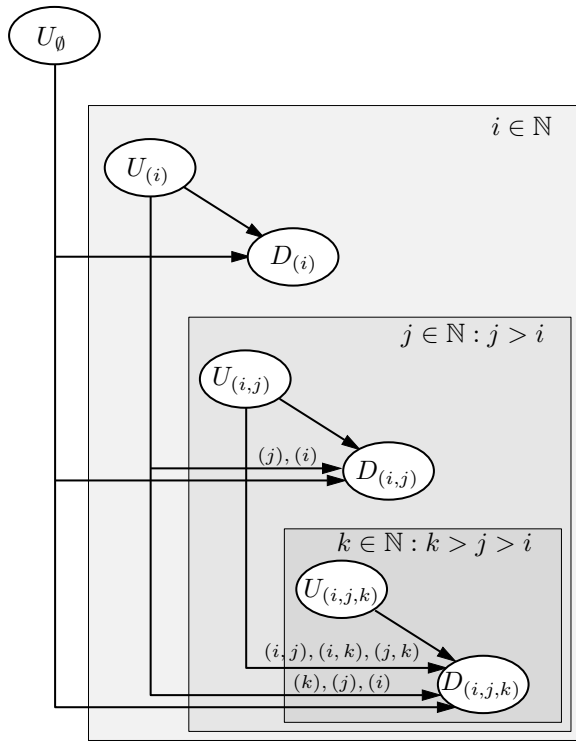 U_∅
i ∈ ℕ
U_(i)
D_(i)
j ∈ ℕ : j > i
U_(i,j)
(j), (i)
D_(i,j)
k ∈ ℕ : k > j > i
U_(i,j,k)
(i, j), (i, k), (j, k)
(k), (j), (i)
D_(i,j,k)